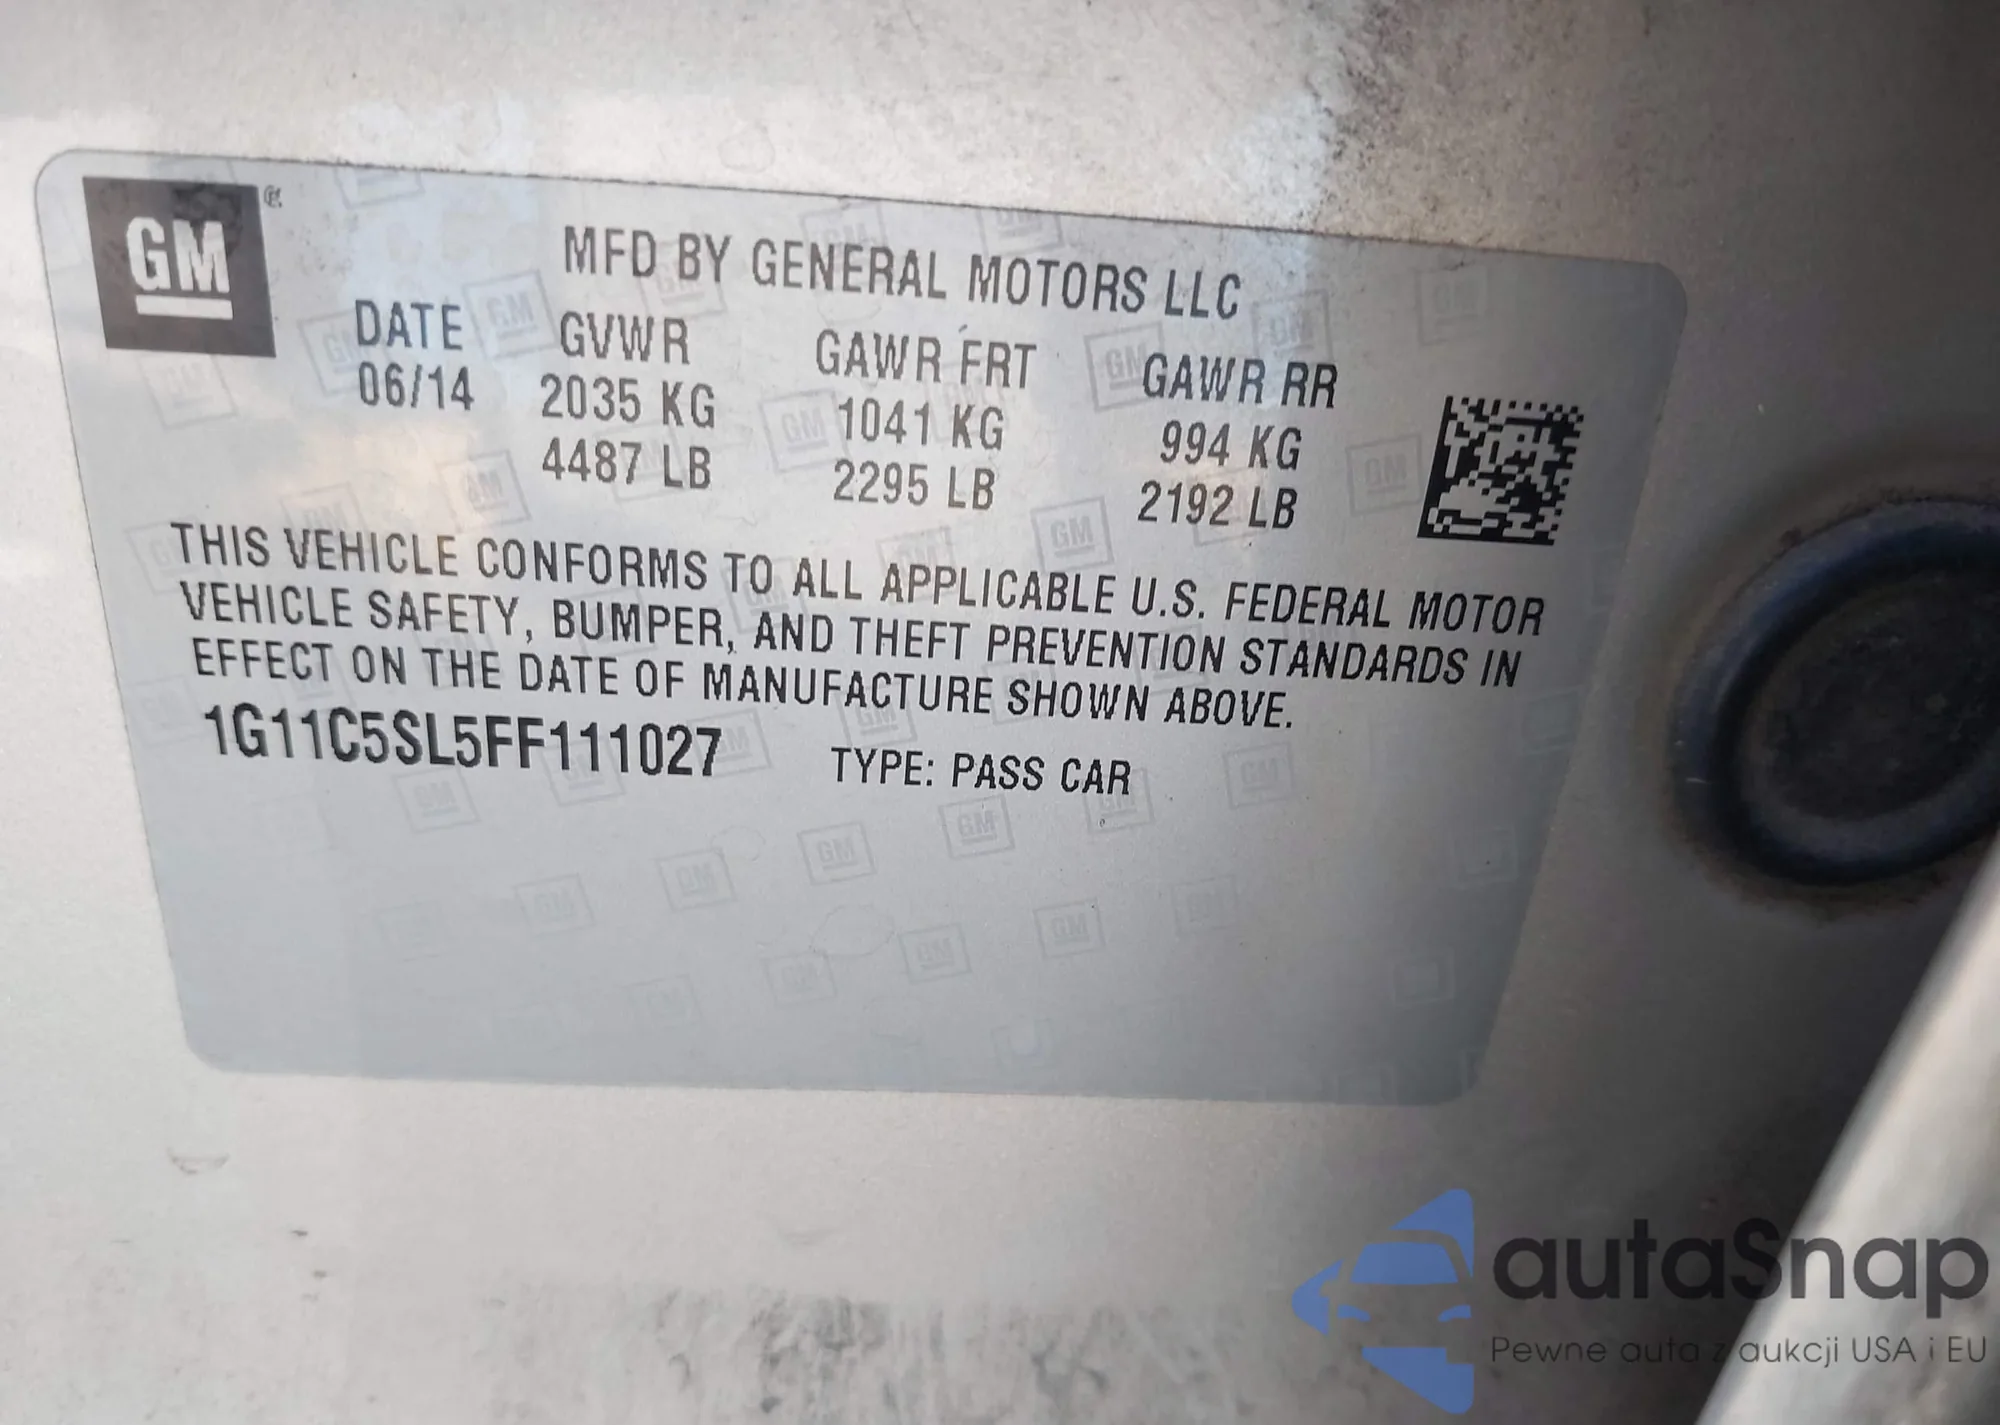 GM
MFD BY GENERAL MOTORS LLC
DATE GVWR GAWR FRT GAWR RR
06/14 2035 KG 1041 KG 994 KG
4487 LB 2295 LB 2192 LB
THIS VEHICLE CONFORMS TO ALL APPLICABLE U.S. FEDERAL MOTOR
VEHICLE SAFETY, BUMPER, AND THEFT PREVENTION STANDARDS IN
EFFECT ON THE DATE OF MANUFACTURE SHOWN ABOVE.
1G11C5SL5FF111027 TYPE: PASS CAR
autaSnap
Pewne auta z aukcji USA i EU